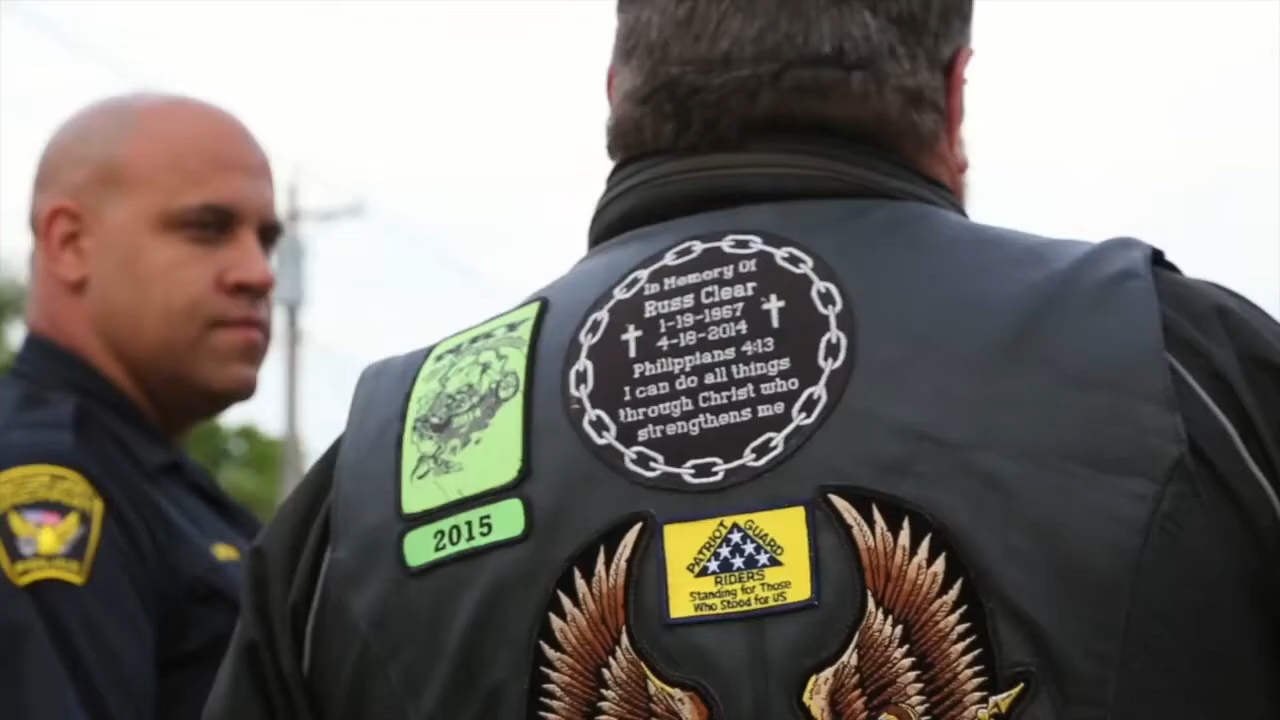 In Memory Of
Russ Clear
1-19-1967
4-18-2014
Philippians 4:13
I can do all things
through Christ who
strengthens me
2015
PATRIOT GUARD
RIDERS
Standing for Those
Who Stood for US